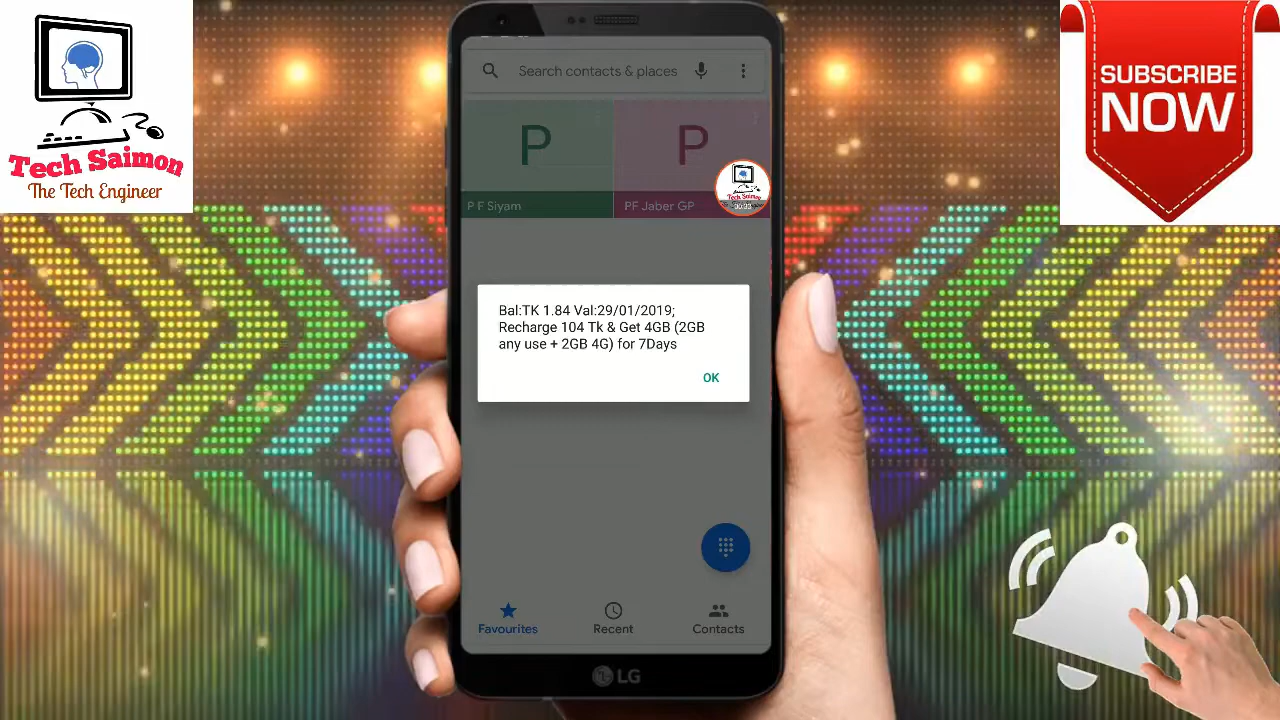 Tech Saimon
The Tech Engineer
Search contacts & places
P
P
P F Siyam
PF Jaber GP
Tech Saimon
Bal:TK 1.84 Val:29/01/2019;
Recharge 104 Tk & Get 4GB (2GB
any use + 2GB 4G) for 7Days
OK
Favourites
Recent
Contacts
LG
SUBSCRIBE
NOW